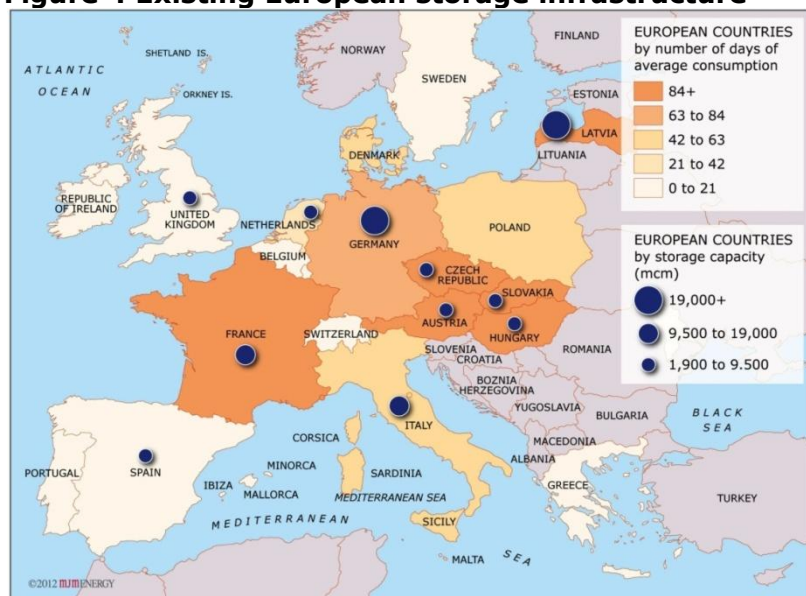 Figure 4 Existing European storage infrastructure
EUROPEAN COUNTRIES
by number of days of
average consumption
84+
63 to 84
42 to 63
21 to 42
0 to 21
EUROPEAN COUNTRIES
by storage capacity
(mcm)
19,000+
9,500 to 19,000
1,900 to 9.500
FINLAND
NORWAY
SHETLAND IS.
ATLANTIC
OCEAN
SWEDEN
ORKNEY IS.
ESTONIA
LATVIA
LITUANIA
DENMARK
REPUBLIC
OF IRELAND
UNITED
KINGDOM
NETHERLANDS
POLAND
GERMANY
BELGIUM
CZECH
REPUBLIC
SLOVAKIA
AUSTRIA
HUNGARY
FRANCE
SWITZERLAND
SLOVENIA
CROATIA
ROMANIA
BOZNIA
HERZEGOVINA
YUGOSLAVIA
BULGARIA
BLACK
SEA
ITALY
CORSICA
MACEDONIA
ALBANIA
PORTUGAL
SPAIN
MINORCA
IBIZA
MALLORCA
SARDINIA
MEDITERRANEAN SEA
GREECE
TURKEY
MEDITERRANEAN
SEA
SICILY
MALTA
©2012 MJMENERGY